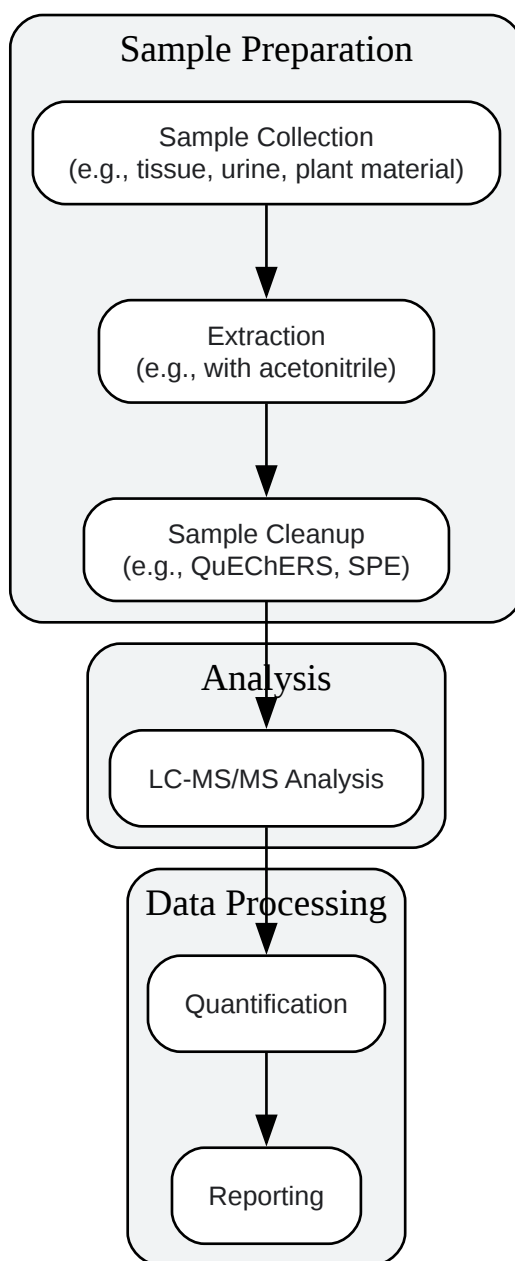 Sample Preparation
Sample Collection
(e.g., tissue, urine, plant material)
Extraction
(e.g., with acetonitrile)
Sample Cleanup
(e.g., QuEChERS, SPE)
Analysis
LC-MS/MS Analysis
Data Processing
Quantification
Reporting